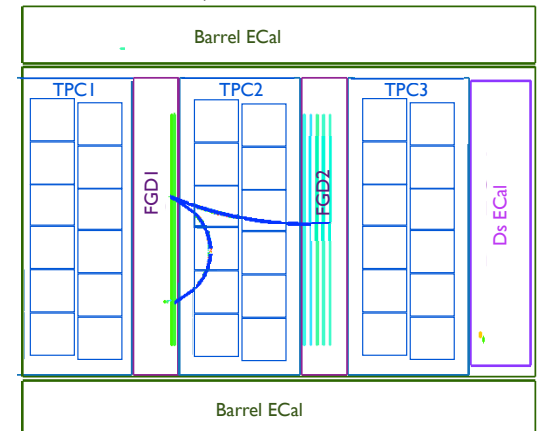 Barrel ECal
TPC1
TPC2
TPC3
FGD1
FGD2
Ds ECal
Barrel ECal